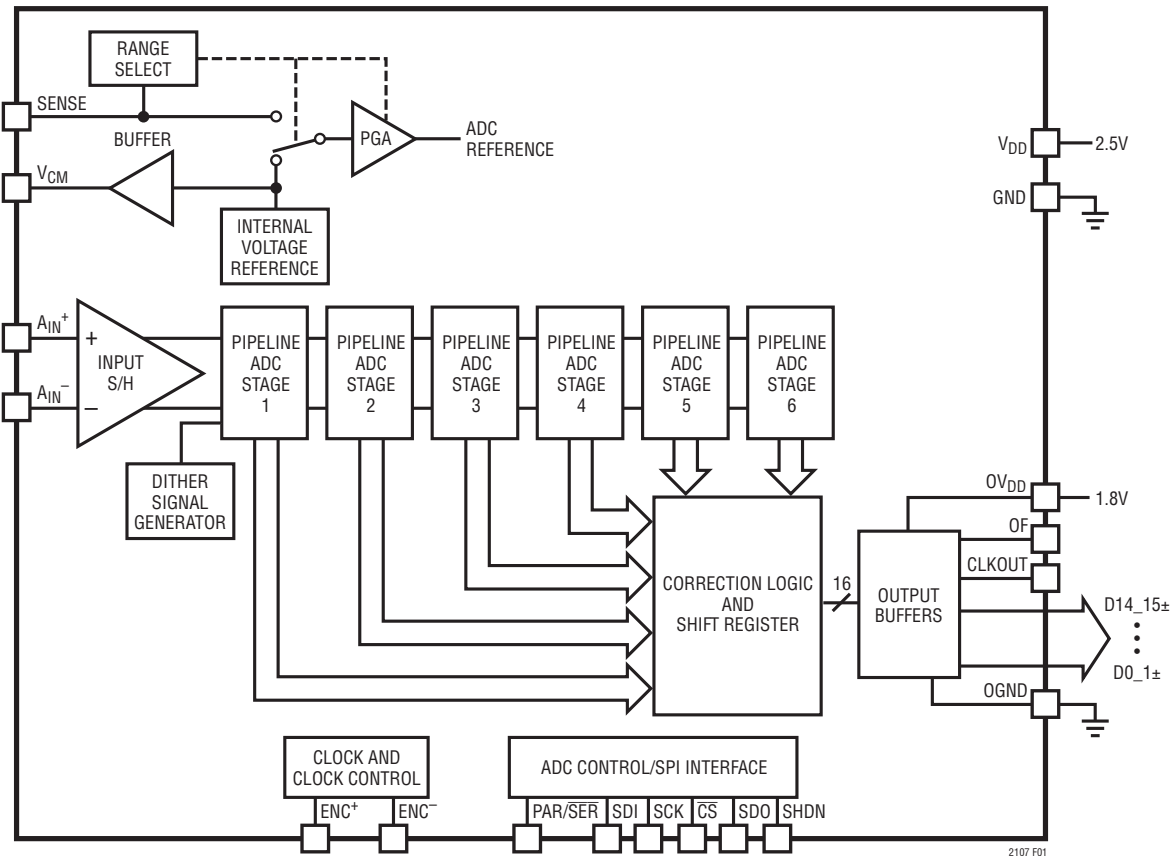 RANGE
SELECT
SENSE
BUFFER
PGA
ADC
REFERENCE
VDD
2.5V
VCM
GND
INTERNAL
VOLTAGE
REFERENCE
AIN+
+
INPUT
S/H
AIN–
–
PIPELINE
ADC
STAGE
1
PIPELINE
ADC
STAGE
2
PIPELINE
ADC
STAGE
3
PIPELINE
ADC
STAGE
4
PIPELINE
ADC
STAGE
5
PIPELINE
ADC
STAGE
6
DITHER
SIGNAL
GENERATOR
CORRECTION LOGIC
AND
SHIFT REGISTER
16
OUTPUT
BUFFERS
OVDD
1.8V
OF
CLKOUT
D14_15±
D0_1±
OGND
CLOCK AND
CLOCK CONTROL
ENC+
ENC–
ADC CONTROL/SPI INTERFACE
PAR/SER
SDI
SCK
CS
SDO
SHDN
2107 F01